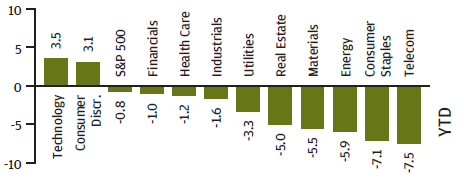 10
5
0
-5
-10
3.5
3.1
-0.8
-1.0
-1.2
-1.6
-3.3
-5.0
-5.5
-5.9
-7.1
-7.5
Technology
Consumer
Discr.
S&P 500
Financials
Health Care
Industrials
Utilities
Real Estate
Materials
Energy
Consumer
Staples
Telecom
YTD